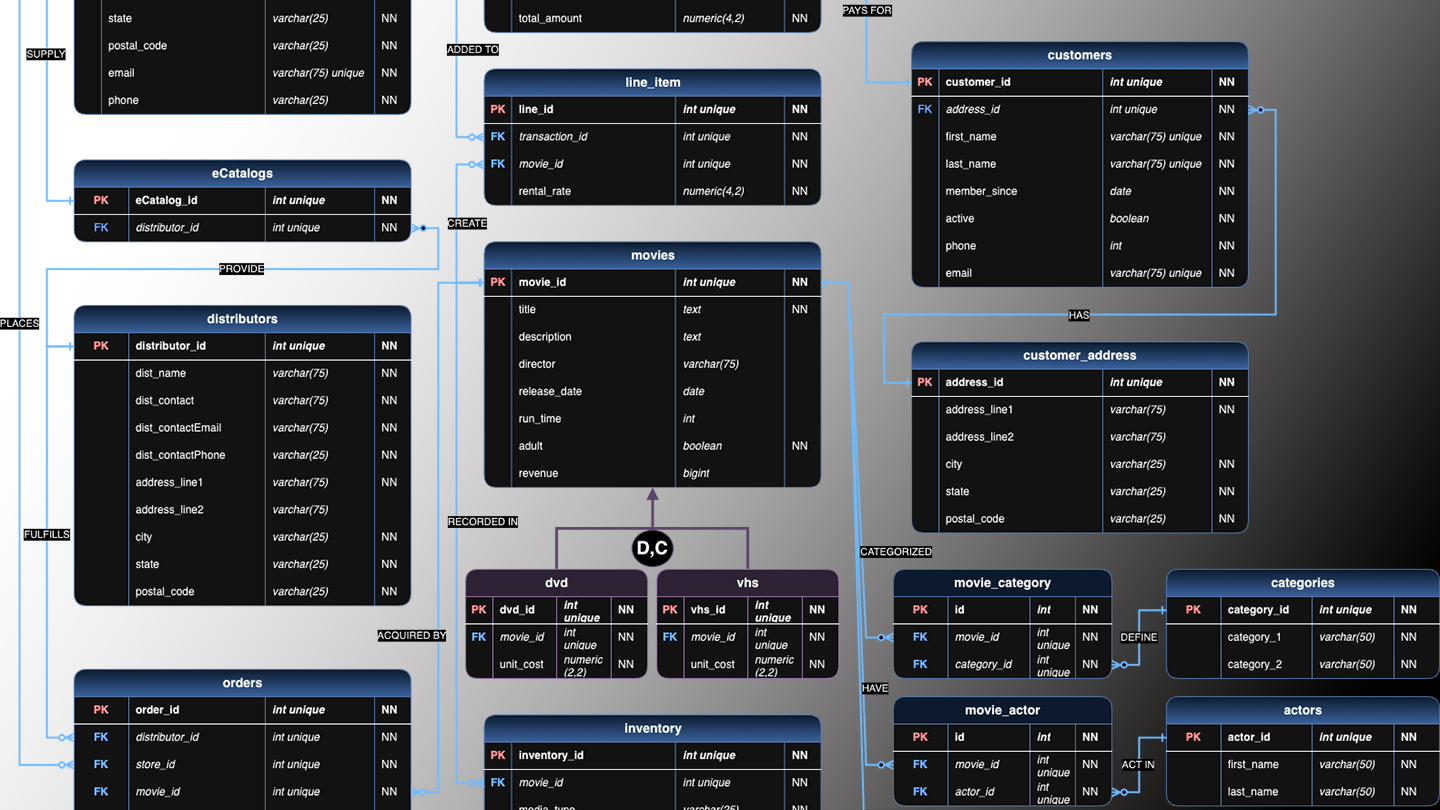 state varchar(25) NN
postal_code varchar(25) NN
email varchar(75) unique NN
phone varchar(25) NN
SUPPLY
eCatalogs
PK eCatalog_id int unique NN
FK distributor_id int unique NN
PROVIDE
PLACES
distributors
PK distributor_id int unique NN
dist_name varchar(75) NN
dist_contact varchar(75) NN
dist_contactEmail varchar(75) NN
dist_contactPhone varchar(25) NN
address_line1 varchar(75) NN
address_line2 varchar(75)
city varchar(25) NN
state varchar(25) NN
postal_code varchar(25) NN
FULFILLS
orders
PK order_id int unique NN
FK distributor_id int unique NN
FK store_id int unique NN
FK movie_id int unique NN
total_amount numeric(4,2) NN
ADDED TO
line_item
PK line_id int unique NN
FK transaction_id int unique NN
FK movie_id int unique NN
rental_rate numeric(4,2) NN
CREATE
movies
PK movie_id int unique NN
title text NN
description text
director varchar(75)
release_date date
run_time int
adult boolean NN
revenue bigint
RECORDED IN
D,C
ACQUIRED BY
dvd
PK dvd_id int unique NN
FK movie_id int unique NN
unit_cost numeric (2,2) NN
vhs
PK vhs_id int unique NN
FK movie_id int unique NN
unit_cost numeric (2,2) NN
inventory
PK inventory_id int unique NN
FK movie_id int unique NN
media_type varchar(25) NN
PAYS FOR
customers
PK customer_id int unique NN
FK address_id int unique NN
first_name varchar(75) unique NN
last_name varchar(75) unique NN
member_since date NN
active boolean NN
phone int NN
email varchar(75) unique NN
HAS
customer_address
PK address_id int unique NN
address_line1 varchar(75) NN
address_line2 varchar(75)
city varchar(25) NN
state varchar(25) NN
postal_code varchar(25) NN
CATEGORIZED
movie_category
PK id int NN
FK movie_id int unique NN
FK category_id int unique NN
DEFINE
categories
PK category_id int unique NN
category_1 varchar(50) NN
category_2 varchar(50) NN
HAVE
movie_actor
PK id int NN
FK movie_id int unique NN
FK actor_id int unique NN
ACT IN
actors
PK actor_id int unique NN
first_name varchar(50) NN
last_name varchar(50) NN